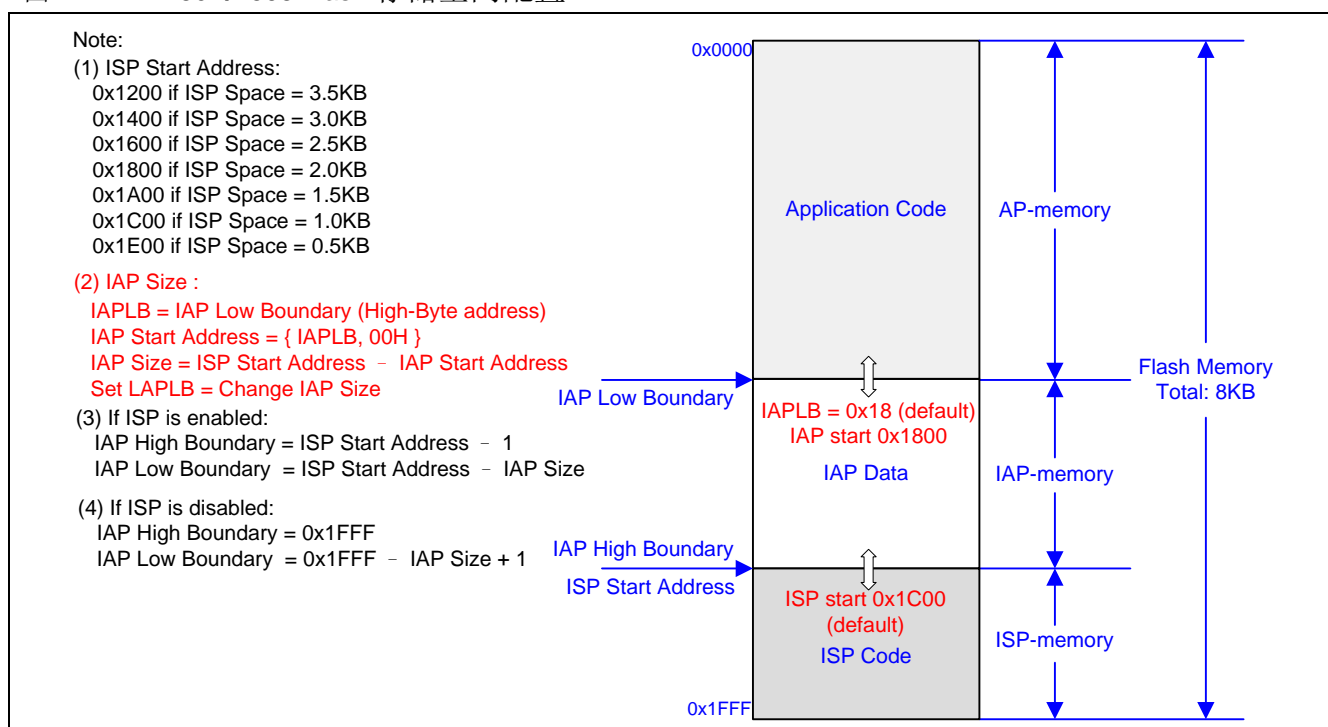 Note:
(1) ISP Start Address:
0x1200 if ISP Space = 3.5KB
0x1400 if ISP Space = 3.0KB
0x1600 if ISP Space = 2.5KB
0x1800 if ISP Space = 2.0KB
0x1A00 if ISP Space = 1.5KB
0x1C00 if ISP Space = 1.0KB
0x1E00 if ISP Space = 0.5KB
(2) IAP Size :
IAPLB = IAP Low Boundary (High-Byte address)
IAP Start Address = { IAPLB, 00H }
IAP Size = ISP Start Address – IAP Start Address
Set LAPLB = Change IAP Size
(3) If ISP is enabled:
IAP High Boundary = ISP Start Address – 1
IAP Low Boundary = ISP Start Address – IAP Size
(4) If ISP is disabled:
IAP High Boundary = 0x1FFF
IAP Low Boundary = 0x1FFF – IAP Size + 1
0x0000
Application Code
AP-memory
IAP Low Boundary
IAPLB = 0x18 (default)
IAP start 0x1800
IAP Data
IAP-memory
Flash Memory
Total: 8KB
IAP High Boundary
ISP Start Address
ISP start 0x1C00
(default)
ISP Code
ISP-memory
0x1FFF